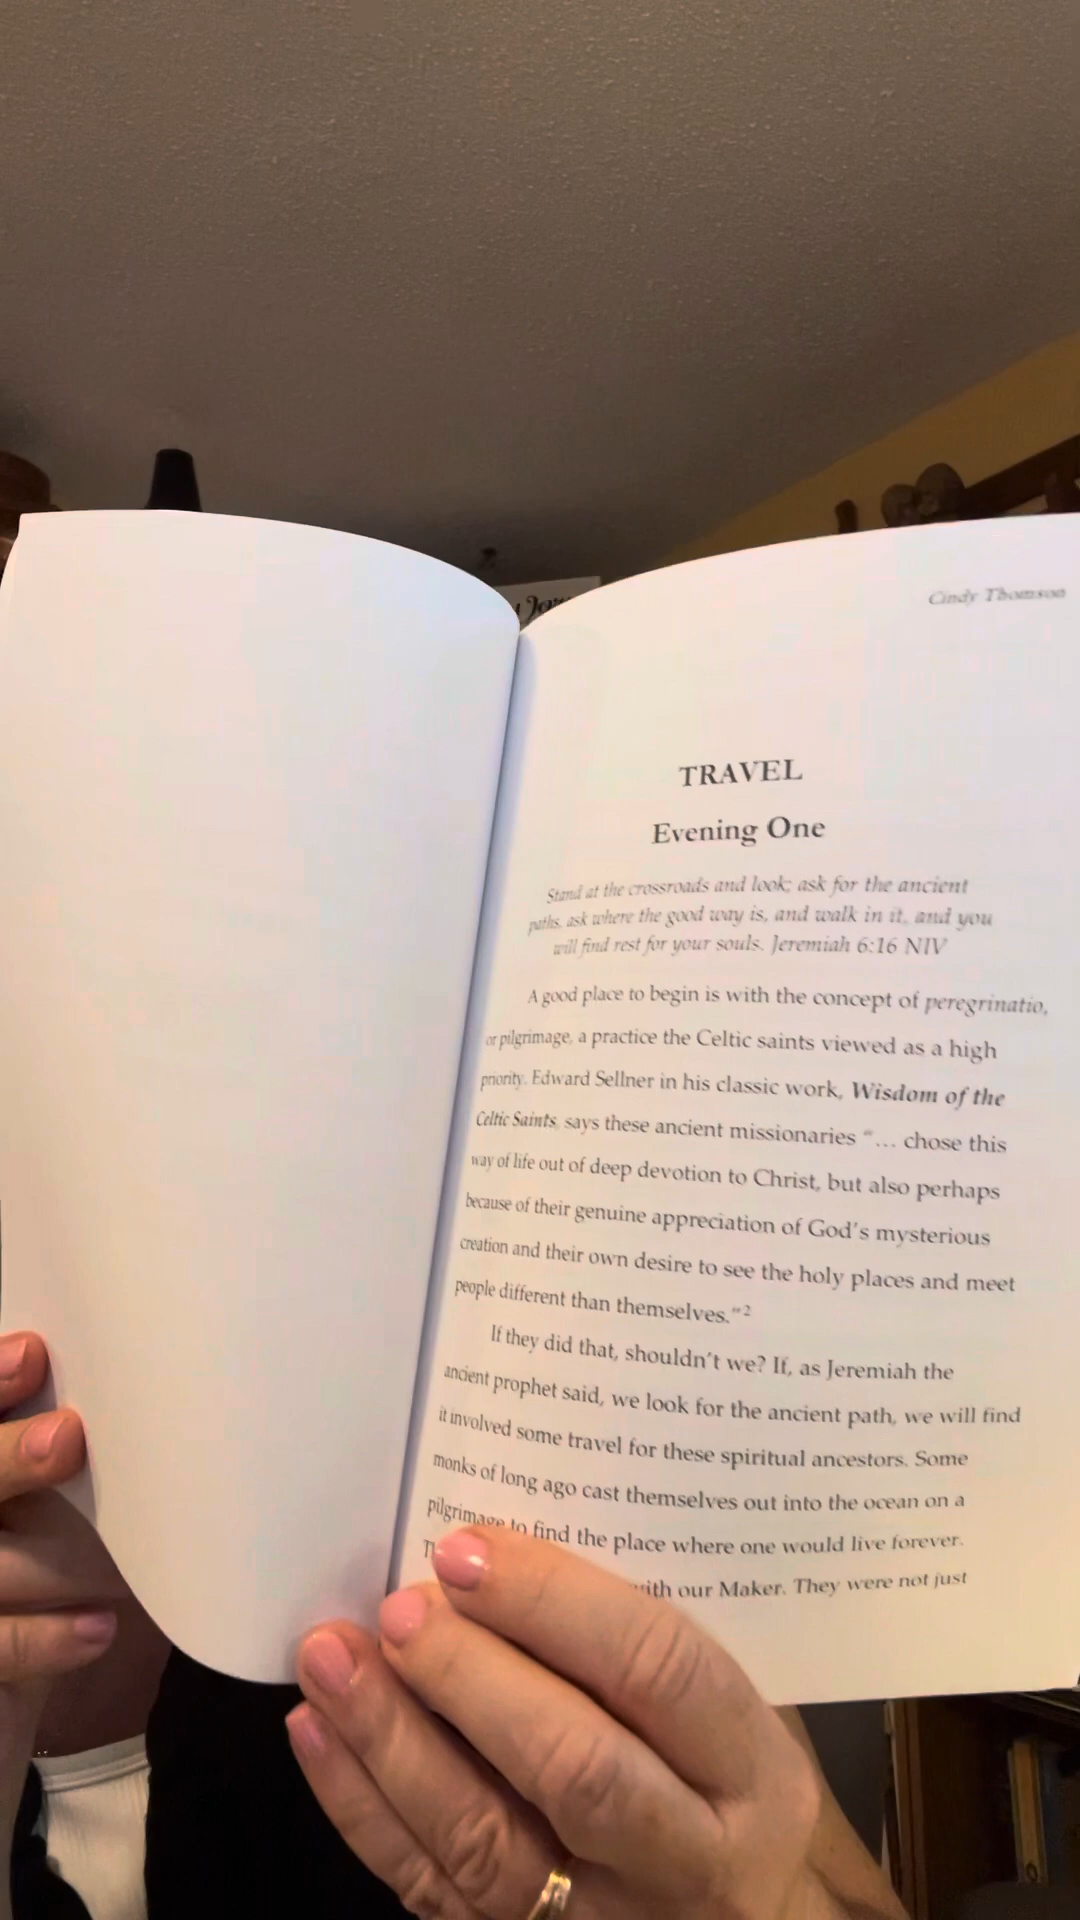 Cindy Thomson
TRAVEL
Evening One
Stand at the crossroads and look; ask for the ancient
paths, ask where the good way is, and walk in it, and you
will find rest for your souls. Jeremiah 6:16 NIV
A good place to begin is with the concept of peregrinatio,
or pilgrimage, a practice the Celtic saints viewed as a high
priority. Edward Sellner in his classic work, Wisdom of the
Celtic Saints, says these ancient missionaries “… chose this
way of life out of deep devotion to Christ, but also perhaps
because of their genuine appreciation of God’s mysterious
creation and their own desire to see the holy places and meet
people different than themselves.”2
If they did that, shouldn’t we? If, as Jeremiah the
ancient prophet said, we look for the ancient path, we will find
it involved some travel for these spiritual ancestors. Some
monks of long ago cast themselves out into the ocean on a
pilgrimage to find the place where one would live forever.
with our Maker. They were not just